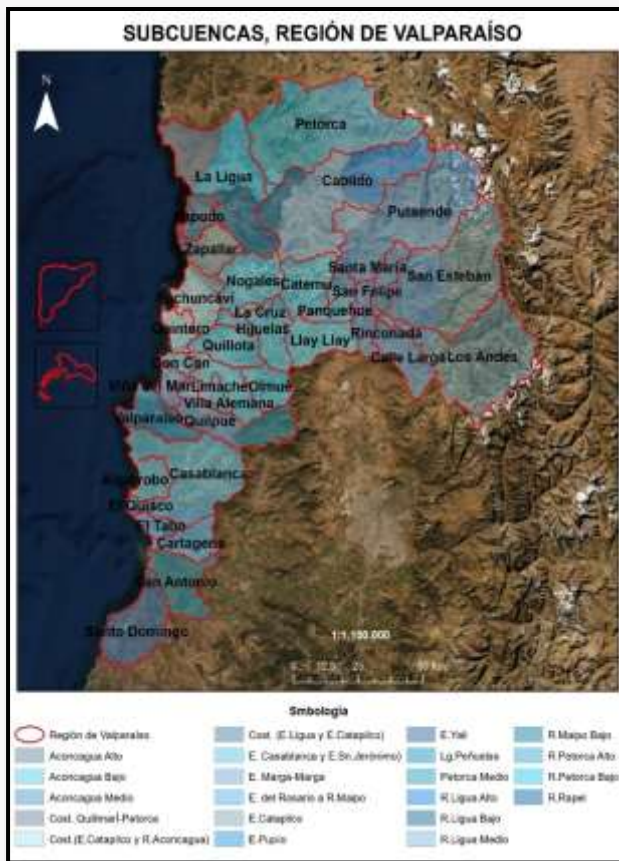 SUBCUENCAS, REGIÓN DE VALPARAÍSO
N
Petorca
La Ligua
Cabildo
Putaendo
Zapallar
Santa María
San Esteban
Nogales
Catemu
San Felipe
La Cruz
Panquehue
Hijuelas
Rinconada
Quillota
Llay Llay
Calle Larga
Los Andes
Limache
Olmué
Villa Alemana
Valparaíso
Quilpué
Casablanca
El Quisco
El Tabo
Cartagena
San Antonio
Santo Domingo
1:1.100.000
Smbología
Región de Valparaíso
Aconcagua Alto
Aconcagua Bajo
Aconcagua Medio
Cost. Quilimarí-Petorca
Cost.(E.Catapilco y R.Aconcagua)
Cost. (E.Ligua y E.Catapilco)
E. Casablanca y E.Sn.Jerónimo)
E. Marga-Marga
E. del Rosario a R.Maipo
E.Catapilco
E.Pupío
E.Yali
Lg.Peñuelas
Petorca Medio
R.Ligua Alto
R.Ligua Bajo
R.Ligua Medio
R.Maipo Bajo
R.Petorca Alto
R.Petorca Bajo
R.Rapel